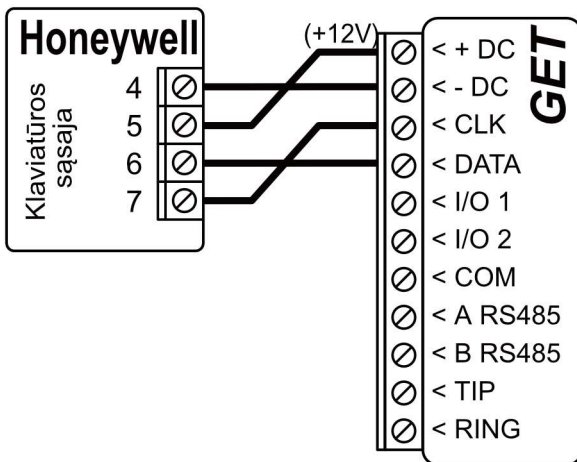 Honeywell
Klaviatūros
sąsaja
4
5
6
7
(+12V)
GET
< + DC
< - DC
< CLK
< DATA
< I/O 1
< I/O 2
< COM
< A RS485
< B RS485
< TIP
< RING